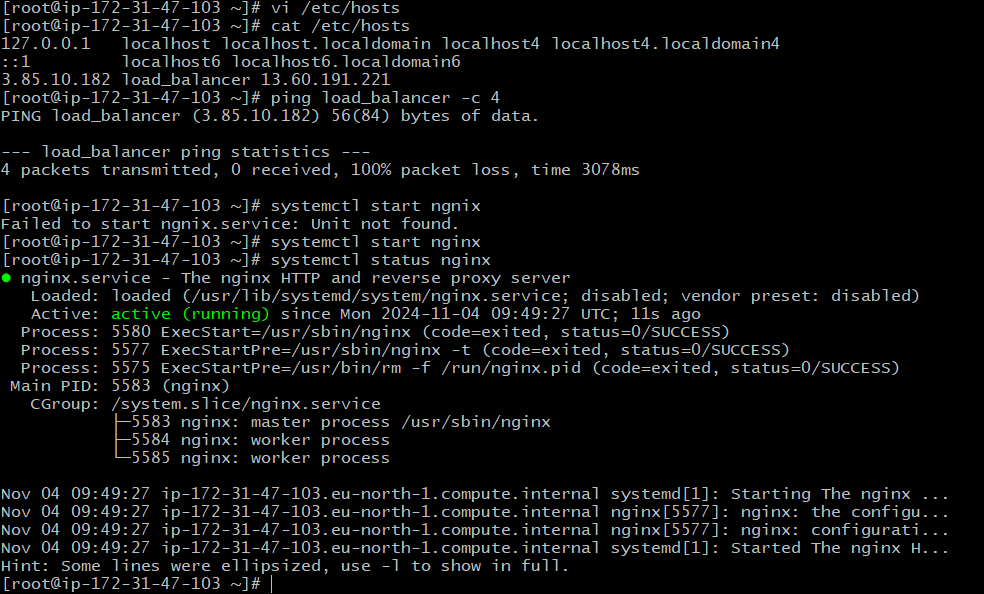 [root@ip-172-31-47-103 ~]# vi /etc/hosts
[root@ip-172-31-47-103 ~]# cat /etc/hosts
127.0.0.1   localhost localhost.localdomain localhost4 localhost4.localdomain4
::1         localhost6 localhost6.localdomain6
3.85.10.182 load_balancer 13.60.191.221
[root@ip-172-31-47-103 ~]# ping load_balancer -c 4
PING load_balancer (3.85.10.182) 56(84) bytes of data.

--- load_balancer ping statistics ---
4 packets transmitted, 0 received, 100% packet loss, time 3078ms

[root@ip-172-31-47-103 ~]# systemctl start ngnix
Failed to start ngnix.service: Unit not found.
[root@ip-172-31-47-103 ~]# systemctl start nginx
[root@ip-172-31-47-103 ~]# systemctl status nginx
● nginx.service - The nginx HTTP and reverse proxy server
   Loaded: loaded (/usr/lib/systemd/system/nginx.service; disabled; vendor preset: disabled)
   Active: active (running) since Mon 2024-11-04 09:49:27 UTC; 11s ago
  Process: 5580 ExecStart=/usr/sbin/nginx (code=exited, status=0/SUCCESS)
  Process: 5577 ExecStartPre=/usr/sbin/nginx -t (code=exited, status=0/SUCCESS)
  Process: 5575 ExecStartPre=/usr/bin/rm -f /run/nginx.pid (code=exited, status=0/SUCCESS)
 Main PID: 5583 (nginx)
   CGroup: /system.slice/nginx.service
           ├─5583 nginx: master process /usr/sbin/nginx
           ├─5584 nginx: worker process
           └─5585 nginx: worker process

Nov 04 09:49:27 ip-172-31-47-103.eu-north-1.compute.internal systemd[1]: Starting The nginx ...
Nov 04 09:49:27 ip-172-31-47-103.eu-north-1.compute.internal nginx[5577]: nginx: the configu...
Nov 04 09:49:27 ip-172-31-47-103.eu-north-1.compute.internal nginx[5577]: nginx: configurati...
Nov 04 09:49:27 ip-172-31-47-103.eu-north-1.compute.internal systemd[1]: Started The nginx H...
Hint: Some lines were ellipsized, use -l to show in full.
[root@ip-172-31-47-103 ~]#